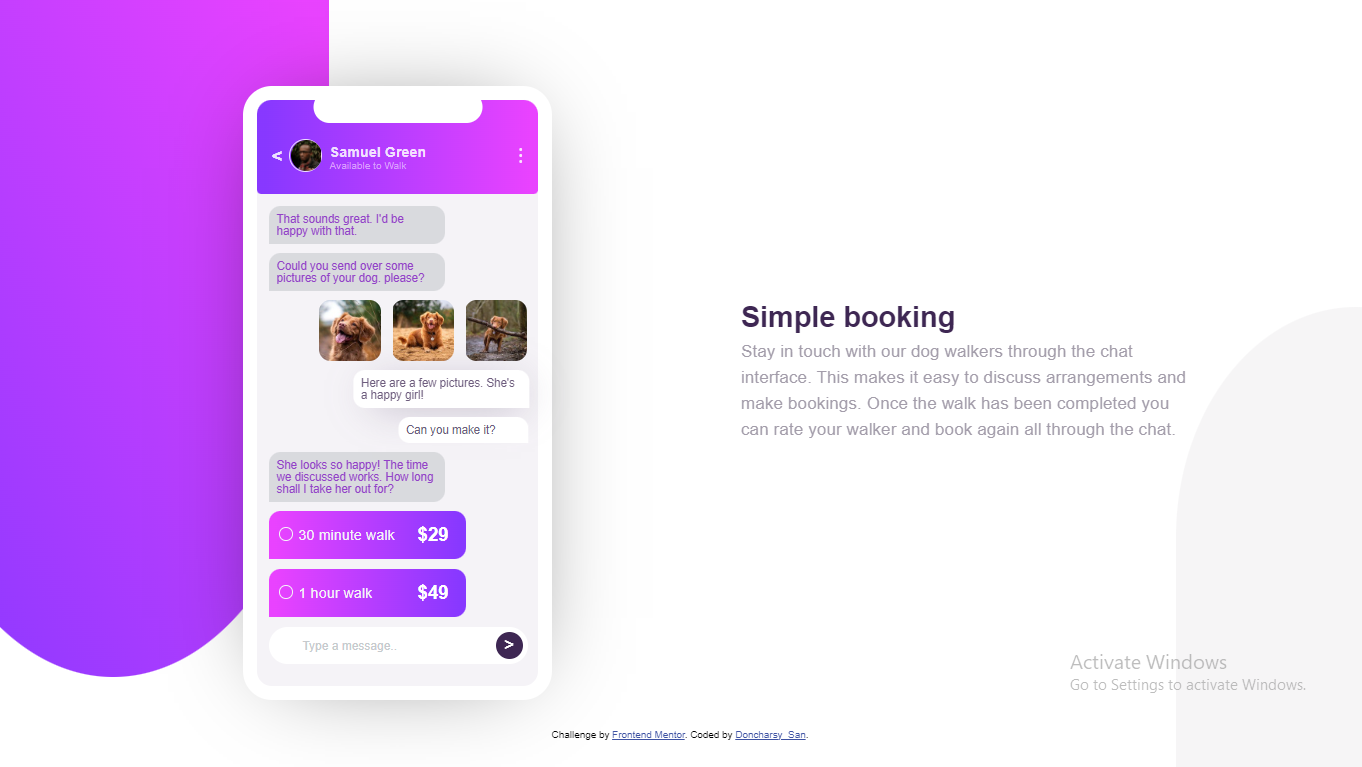 <
Samuel Green
Available to Walk
That sounds great. I'd be
happy with that.
Could you send over some
pictures of your dog. please?
Here are a few pictures. She's
a happy girl!
Can you make it?
She looks so happy! The time
we discussed works. How long
shall I take her out for?
30 minute walk $29
1 hour walk $49
Type a message.. >
Simple booking
Stay in touch with our dog walkers through the chat
interface. This makes it easy to discuss arrangements and
make bookings. Once the walk has been completed you
can rate your walker and book again all through the chat.
Activate Windows
Go to Settings to activate Windows.
Challenge by Frontend Mentor. Coded by Doncharsy_San.